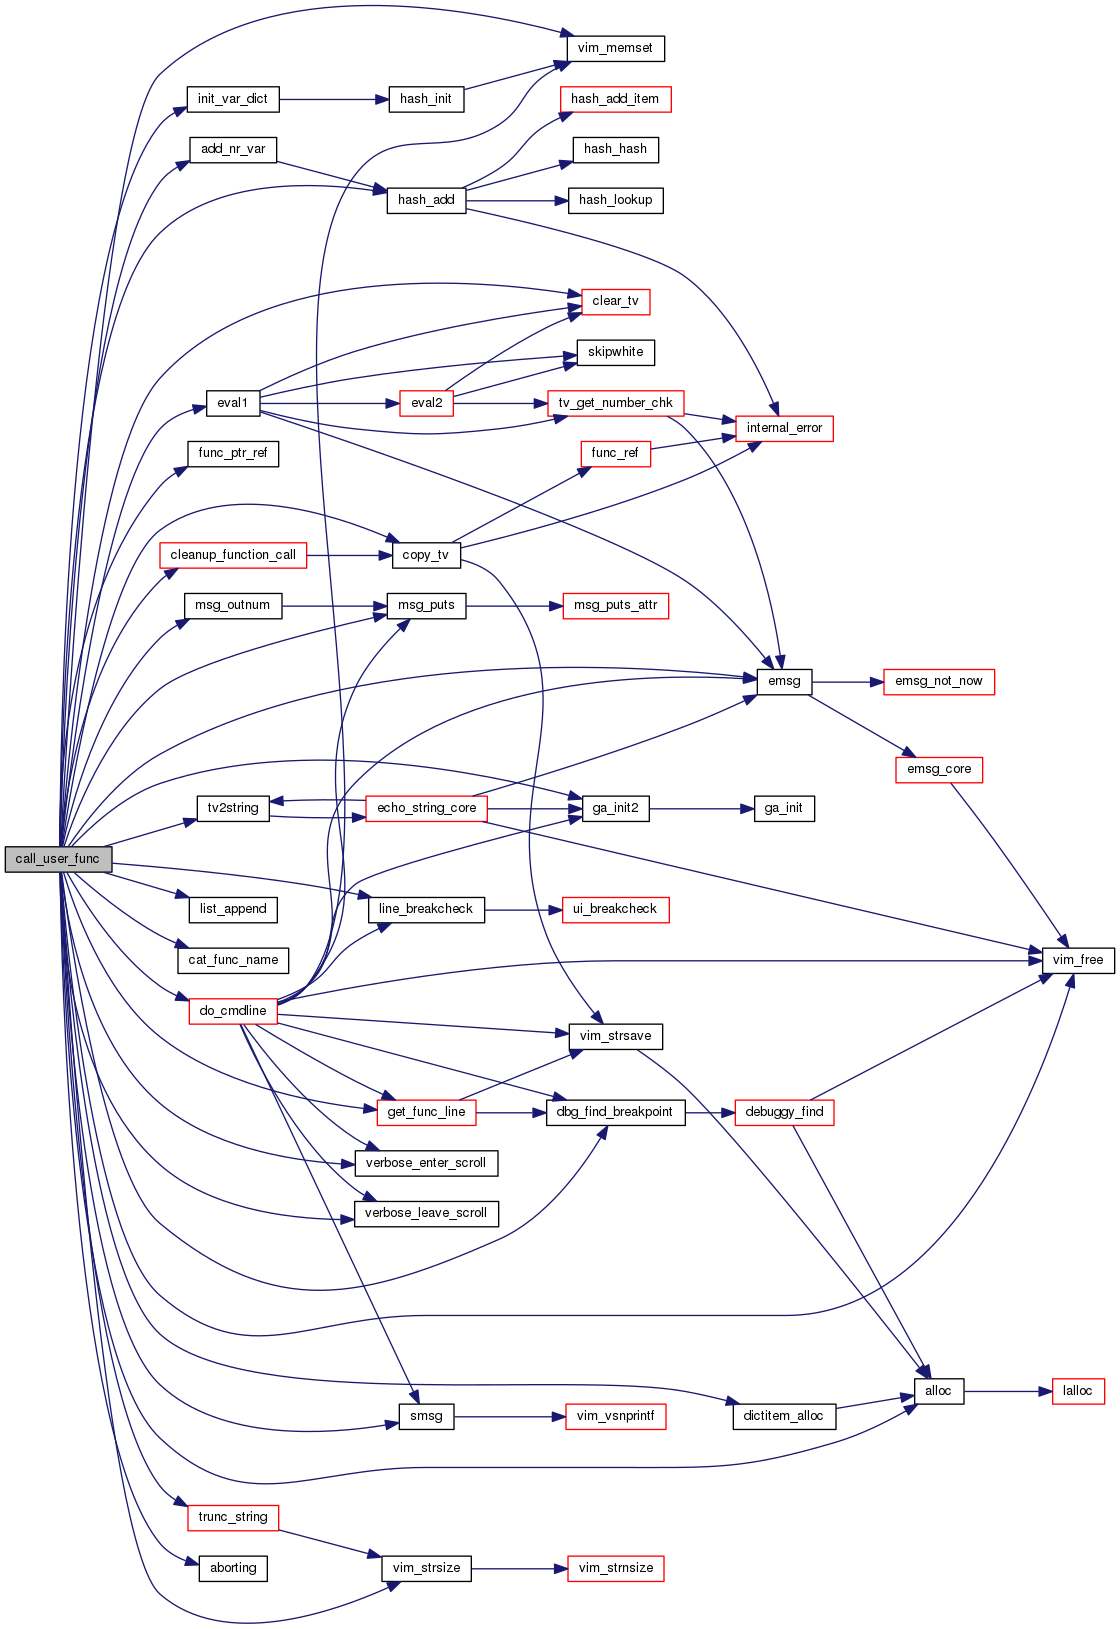 vim_memset
init_var_dict
hash_init
hash_add_item
add_nr_var
hash_hash
hash_add
hash_lookup
clear_tv
skipwhite
eval1
eval2
tv_get_number_chk
internal_error
func_ptr_ref
func_ref
cleanup_function_call
copy_tv
msg_outnum
msg_puts
msg_puts_attr
emsg
emsg_not_now
emsg_core
tv2string
echo_string_core
ga_init2
ga_init
call_user_func
list_append
line_breakcheck
ui_breakcheck
cat_func_name
vim_free
do_cmdline
vim_strsave
get_func_line
dbg_find_breakpoint
debuggy_find
verbose_enter_scroll
verbose_leave_scroll
alloc
lalloc
smsg
vim_vsnprintf
dictitem_alloc
trunc_string
aborting
vim_strsize
vim_strnsize